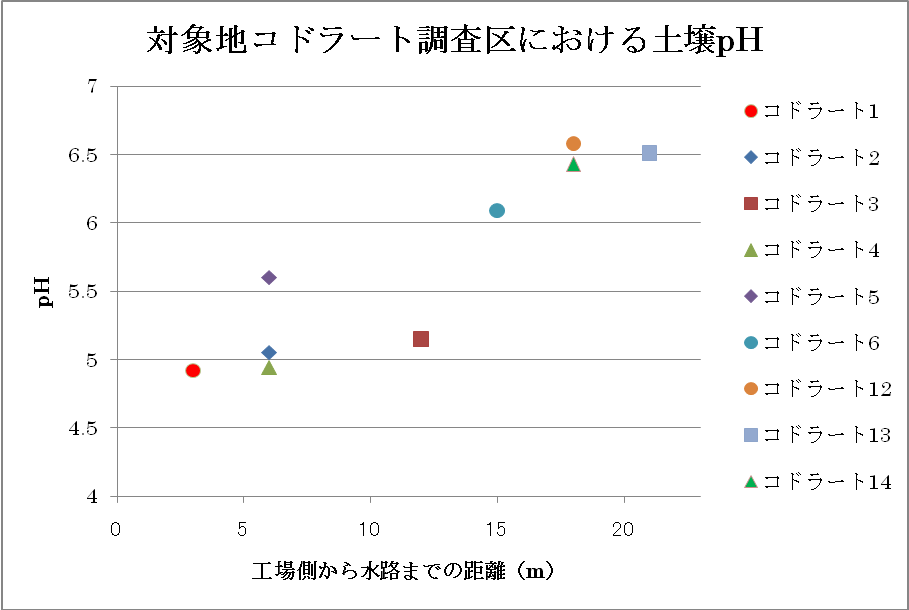 対象地コドラート調査区における土壌pH
7
6.5
6
5.5
5
4.5
4
pH
0 5 10 15 20
工場側から水路までの距離（m）
コドラート1
コドラート2
コドラート3
コドラート4
コドラート5
コドラート6
コドラート12
コドラート13
コドラート14